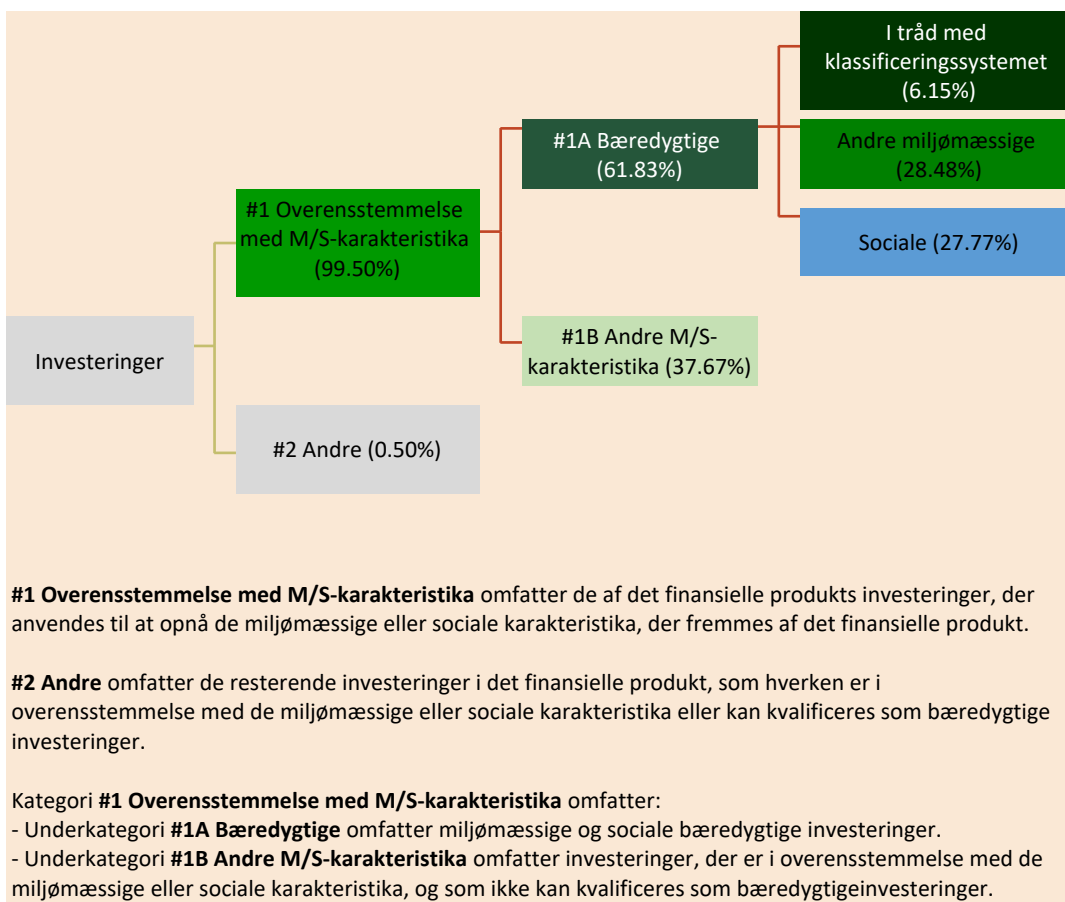 I tråd med
klassificeringssystemet
(6.15%)
#1A Bæredygtige
(61.83%)
Andre miljømæssige
(28.48%)
#1 Overensstemmelse
med M/S-karakteristika
(99.50%)
Sociale (27.77%)
Investeringer
#1B Andre M/S-
karakteristika (37.67%)
#2 Andre (0.50%)
#1 Overensstemmelse med M/S-karakteristika omfatter de af det finansielle produkts investeringer, der
anvendes til at opnå de miljømæssige eller sociale karakteristika, der fremmes af det finansielle produkt.
#2 Andre omfatter de resterende investeringer i det finansielle produkt, som hverken er i
overensstemmelse med de miljømæssige eller sociale karakteristika eller kan kvalificeres som bæredygtige
investeringer.
Kategori #1 Overensstemmelse med M/S-karakteristika omfatter:
- Underkategori #1A Bæredygtige omfatter miljømæssige og sociale bæredygtige investeringer.
- Underkategori #1B Andre M/S-karakteristika omfatter investeringer, der er i overensstemmelse med de
miljømæssige eller sociale karakteristika, og som ikke kan kvalificeres som bæredygtigeinvesteringer.